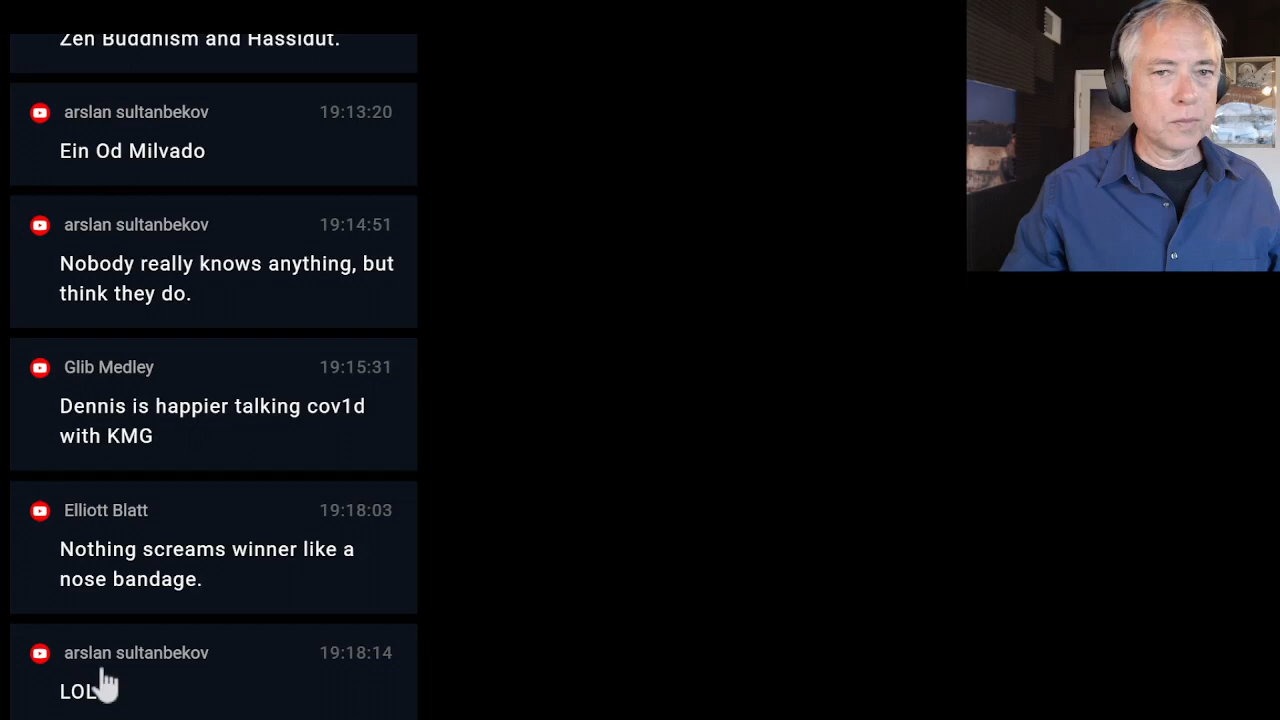 Zen Buddhism and Hassidut.
arslan sultanbekov 19:13:20
Ein Od Milvado
arslan sultanbekov 19:14:51
Nobody really knows anything, but
think they do.
Glib Medley 19:15:31
Dennis is happier talking cov1d
with KMG
Elliott Blatt 19:18:03
Nothing screams winner like a
nose bandage.
arslan sultanbekov 19:18:14
LOL